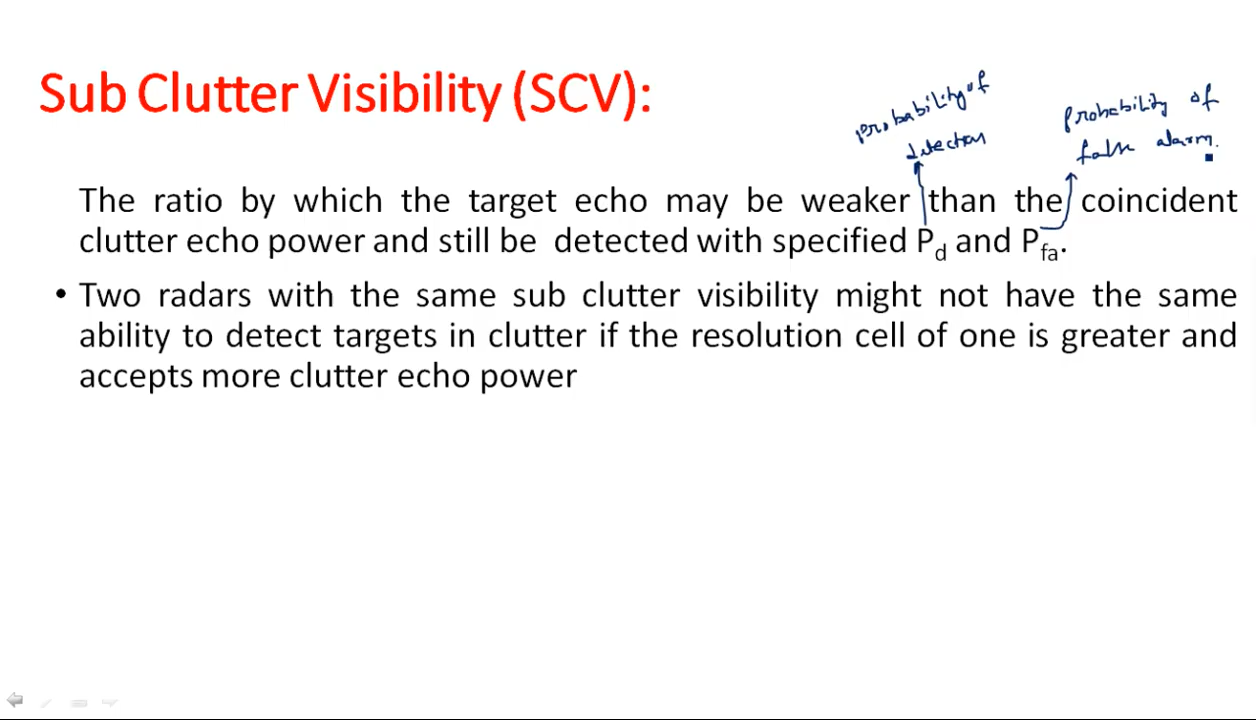 Sub Clutter Visibility (SCV):
probability of
detection
probability of
false alarm.
The ratio by which the target echo may be weaker than the coincident
clutter echo power and still be detected with specified Pd and Pfa.
• Two radars with the same sub clutter visibility might not have the same
ability to detect targets in clutter if the resolution cell of one is greater and
accepts more clutter echo power